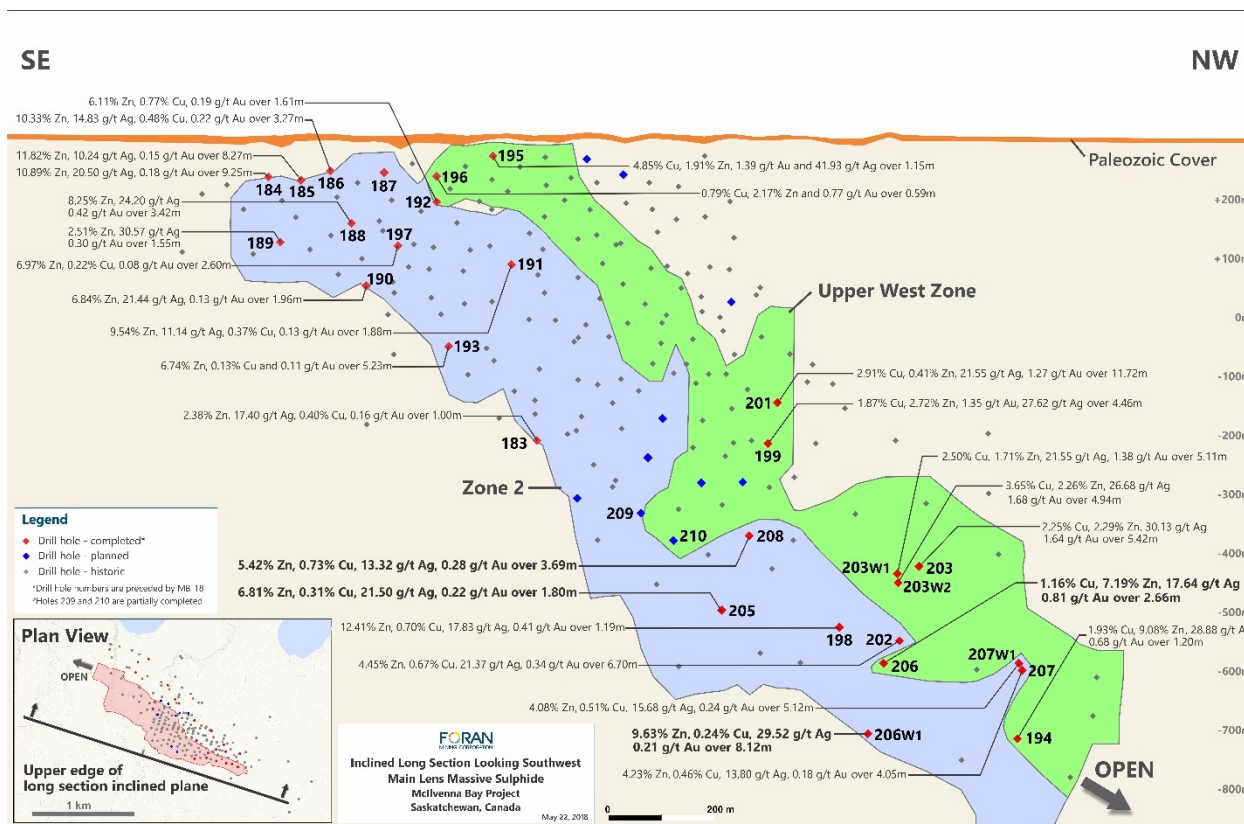 SE
NW
6.11% Zn, 0.77% Cu, 0.19 g/t Au over 1.61m
10.33% Zn, 14.83 g/t Ag, 0.48% Cu, 0.22 g/t Au over 3.27m
11.82% Zn, 10.24 g/t Ag, 0.15 g/t Au over 8.27m
10.89% Zn, 20.50 g/t Ag, 0.18 g/t Au over 9.25m
8.25% Zn, 24.20 g/t Ag
0.42 g/t Au over 3.42m
2.51% Zn, 30.57 g/t Ag
0.30 g/t Au over 1.55m
6.97% Zn, 0.22% Cu, 0.08 g/t Au over 2.60m
6.84% Zn, 21.44 g/t Ag, 0.13 g/t Au over 1.96m
9.54% Zn, 11.14 g/t Ag, 0.37% Cu, 0.13 g/t Au over 1.88m
6.74% Zn, 0.13% Cu and 0.11 g/t Au over 5.23m
2.38% Zn, 17.40 g/t Ag, 0.40% Cu, 0.16 g/t Au over 1.00m
184
185
186
187
195
196
192
188
197
189
190
191
193
183
4.85% Cu, 1.91% Zn, 1.39 g/t Au and 41.93 g/t Ag over 1.15m
0.79% Cu, 2.17% Zn and 0.77 g/t Au over 0.59m
Paleozoic Cover
+200m
+100m
0m
-100m
-200m
-300m
-400m
-500m
-600m
-700m
-800m
Upper West Zone
2.91% Cu, 0.41% Zn, 21.55 g/t Ag, 1.27 g/t Au over 11.72m
201
1.87% Cu, 2.72% Zn, 1.35 g/t Au, 27.62 g/t Ag over 4.46m
199
2.50% Cu, 1.71% Zn, 21.55 g/t Ag, 1.38 g/t Au over 5.11m
3.65% Cu, 2.26% Zn, 26.68 g/t Ag
1.68 g/t Au over 4.94m
2.25% Cu, 2.29% Zn, 30.13 g/t Ag
1.64 g/t Au over 5.42m
Zone 2
209
210
208
203W1
203
203W2
5.42% Zn, 0.73% Cu, 13.32 g/t Ag, 0.28 g/t Au over 3.69m
6.81% Zn, 0.31% Cu, 21.50 g/t Ag, 0.22 g/t Au over 1.80m
205
1.16% Cu, 7.19% Zn, 17.64 g/t Ag
0.81 g/t Au over 2.66m
12.41% Zn, 0.70% Cu, 17.83 g/t Ag, 0.41 g/t Au over 1.19m
198
202
1.93% Cu, 9.08% Zn, 28.88 g/t A
0.68 g/t Au over 1.20m
4.45% Zn, 0.67% Cu, 21.37 g/t Ag, 0.34 g/t Au over 6.70m
206
207W1
207
4.08% Zn, 0.51% Cu, 15.68 g/t Ag, 0.24 g/t Au over 5.12m
9.63% Zn, 0.24% Cu, 29.52 g/t Ag
0.21 g/t Au over 8.12m
206W1
194
4.23% Zn, 0.46% Cu, 13.80 g/t Ag, 0.18 g/t Au over 4.05m
OPEN
Legend
Drill hole - completed*
Drill hole - planned
Drill hole - historic
*Drill hole numbers are preceded by MB 18
*Holes 209 and 210 are partially completed
Plan View
OPEN
Upper edge of
long section inclined plane
1 km
FORAN
MINING CORPORATION
Inclined Long Section Looking Southwest
Main Lens Massive Sulphide
McIlvenna Bay Project
Saskatchewan, Canada
May 22, 2018
0
200 m